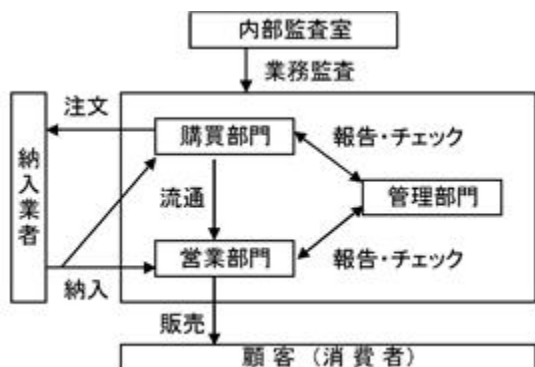 内部監査室
業務監査
注文
購買部門
報告・チェック
納入業者
流通
管理部門
営業部門
報告・チェック
納入
販売
顧客（消費者）